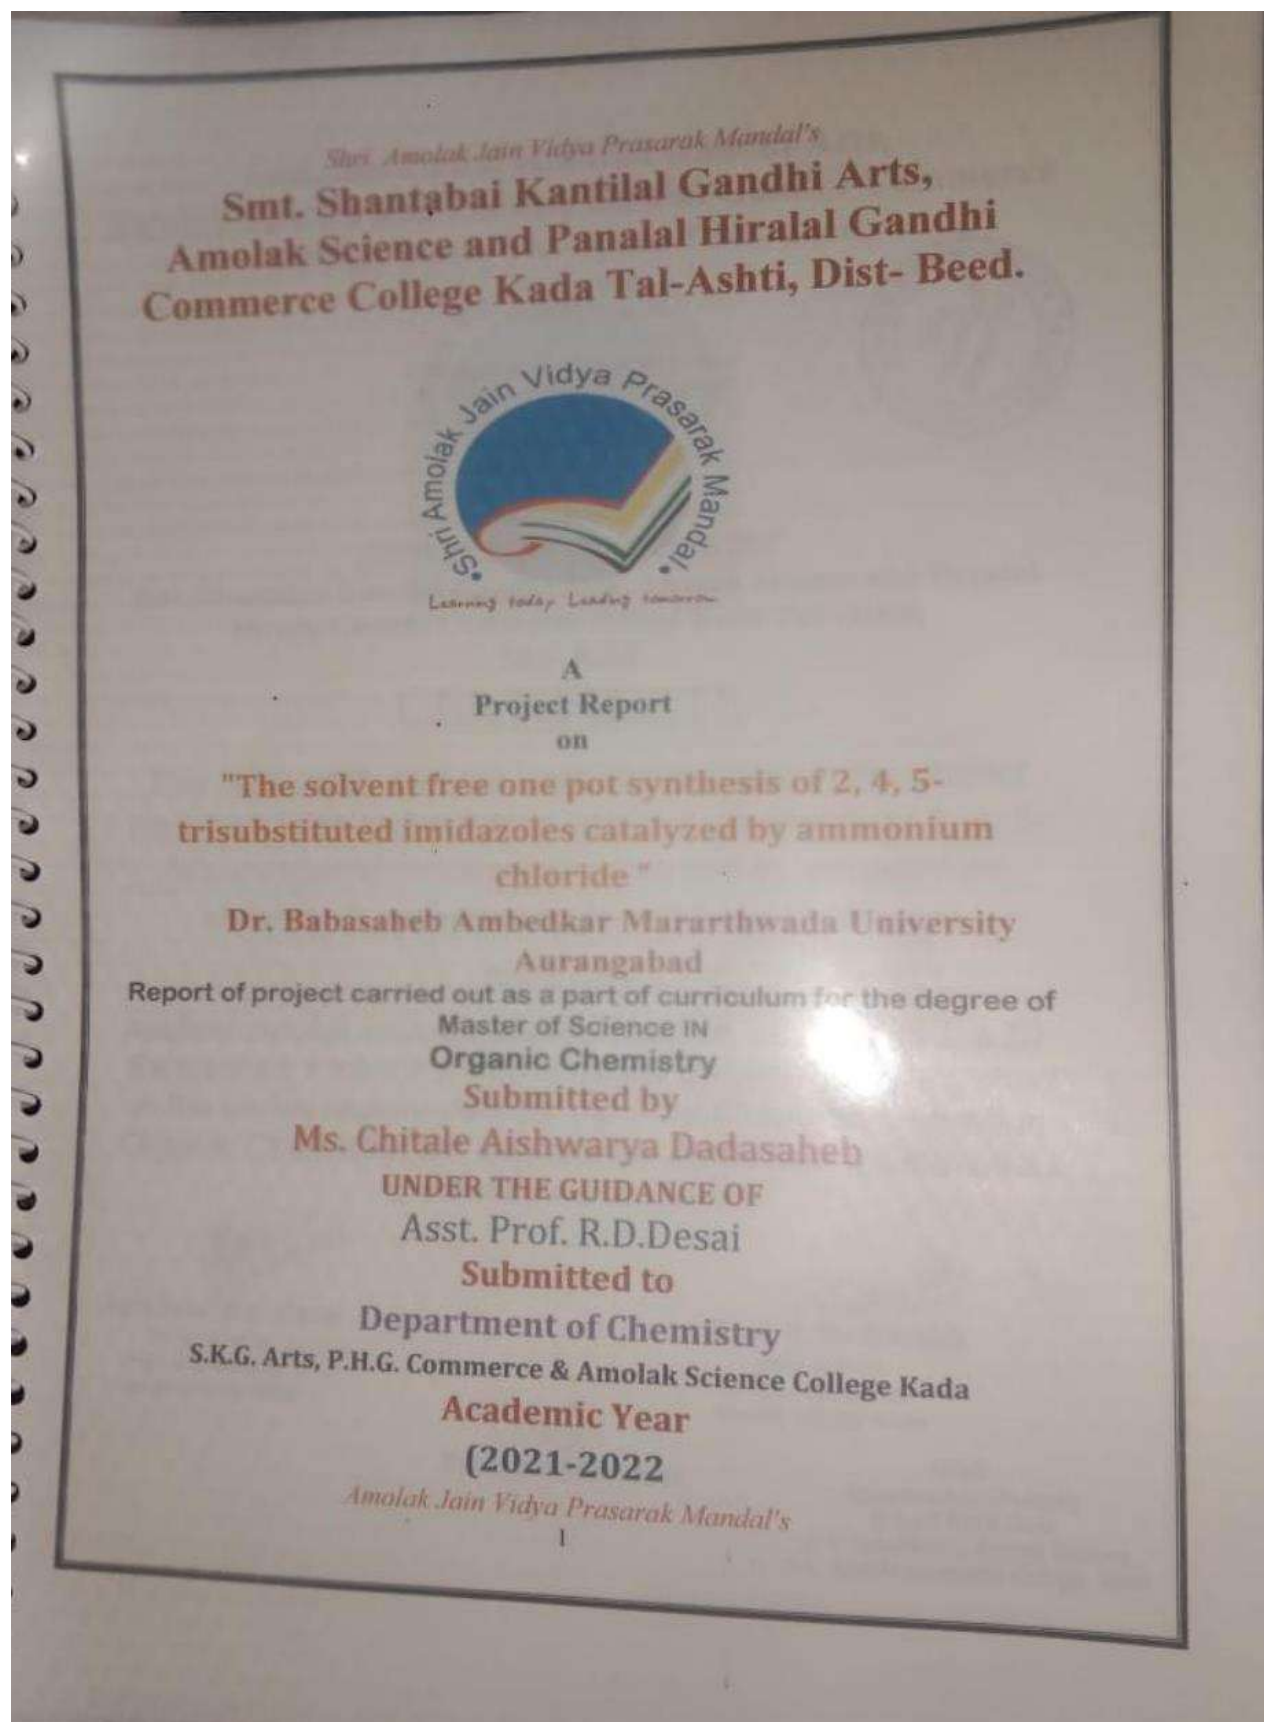 Shri. Amolak Jain Vidya Prasarak Mandal's
Smt. Shantabai Kantilal Gandhi Arts,
Amolak Science and Panalal Hiralal Gandhi
Commerce College Kada Tal-Ashti, Dist- Beed.
•Shri Amolak Jain Vidya Prasarak Mandal•
Learning today, Leading tomorrow
A
Project Report
on
"The solvent free one pot synthesis of 2, 4, 5-
trisubstituted imidazoles catalyzed by ammonium
chloride "
Dr. Babasaheb Ambedkar Mararthwada University
Aurangabad
Report of project carried out as a part of curriculum for the degree of
Master of Science IN
Organic Chemistry
Submitted by
Ms. Chitale Aishwarya Dadasaheb
UNDER THE GUIDANCE OF
Asst. Prof. R.D.Desai
Submitted to
Department of Chemistry
S.K.G. Arts, P.H.G. Commerce & Amolak Science College Kada
Academic Year
(2021-2022
Amolak Jain Vidya Prasarak Mandal's
1